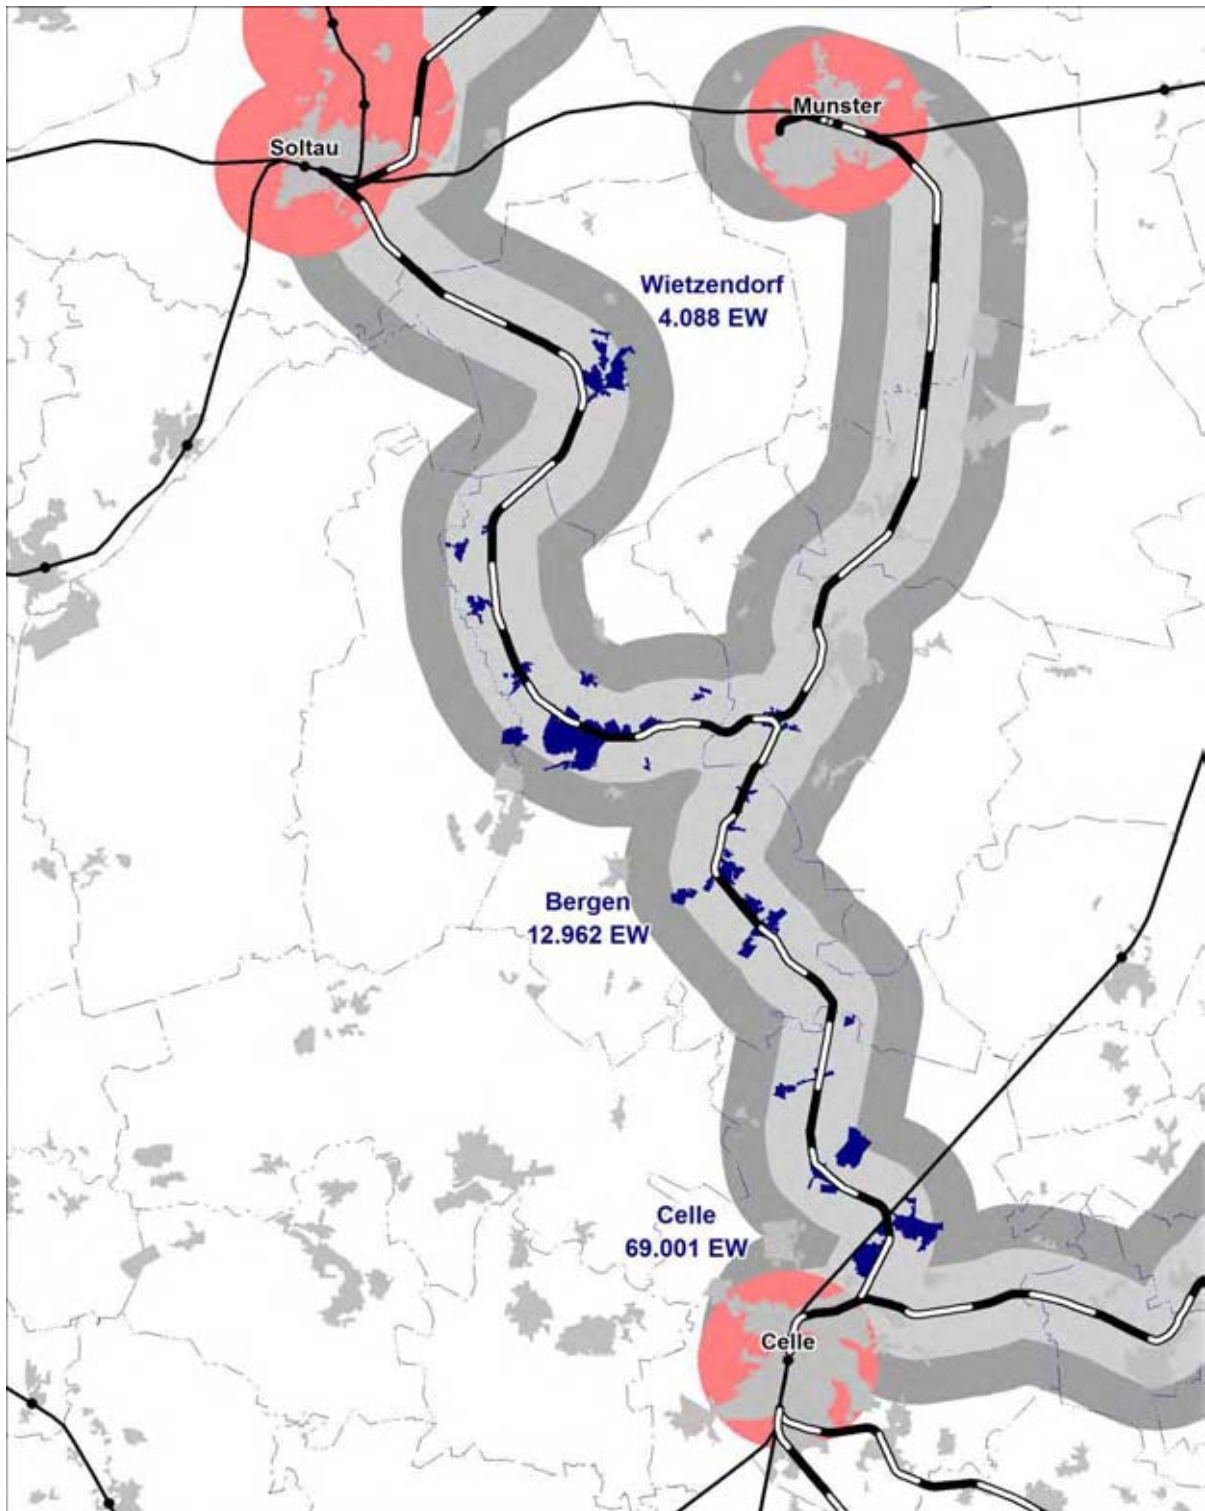 Munster
Soltau
Wietzendorf
4.088 EW
Bergen
12.962 EW
Celle
69.001 EW
Celle